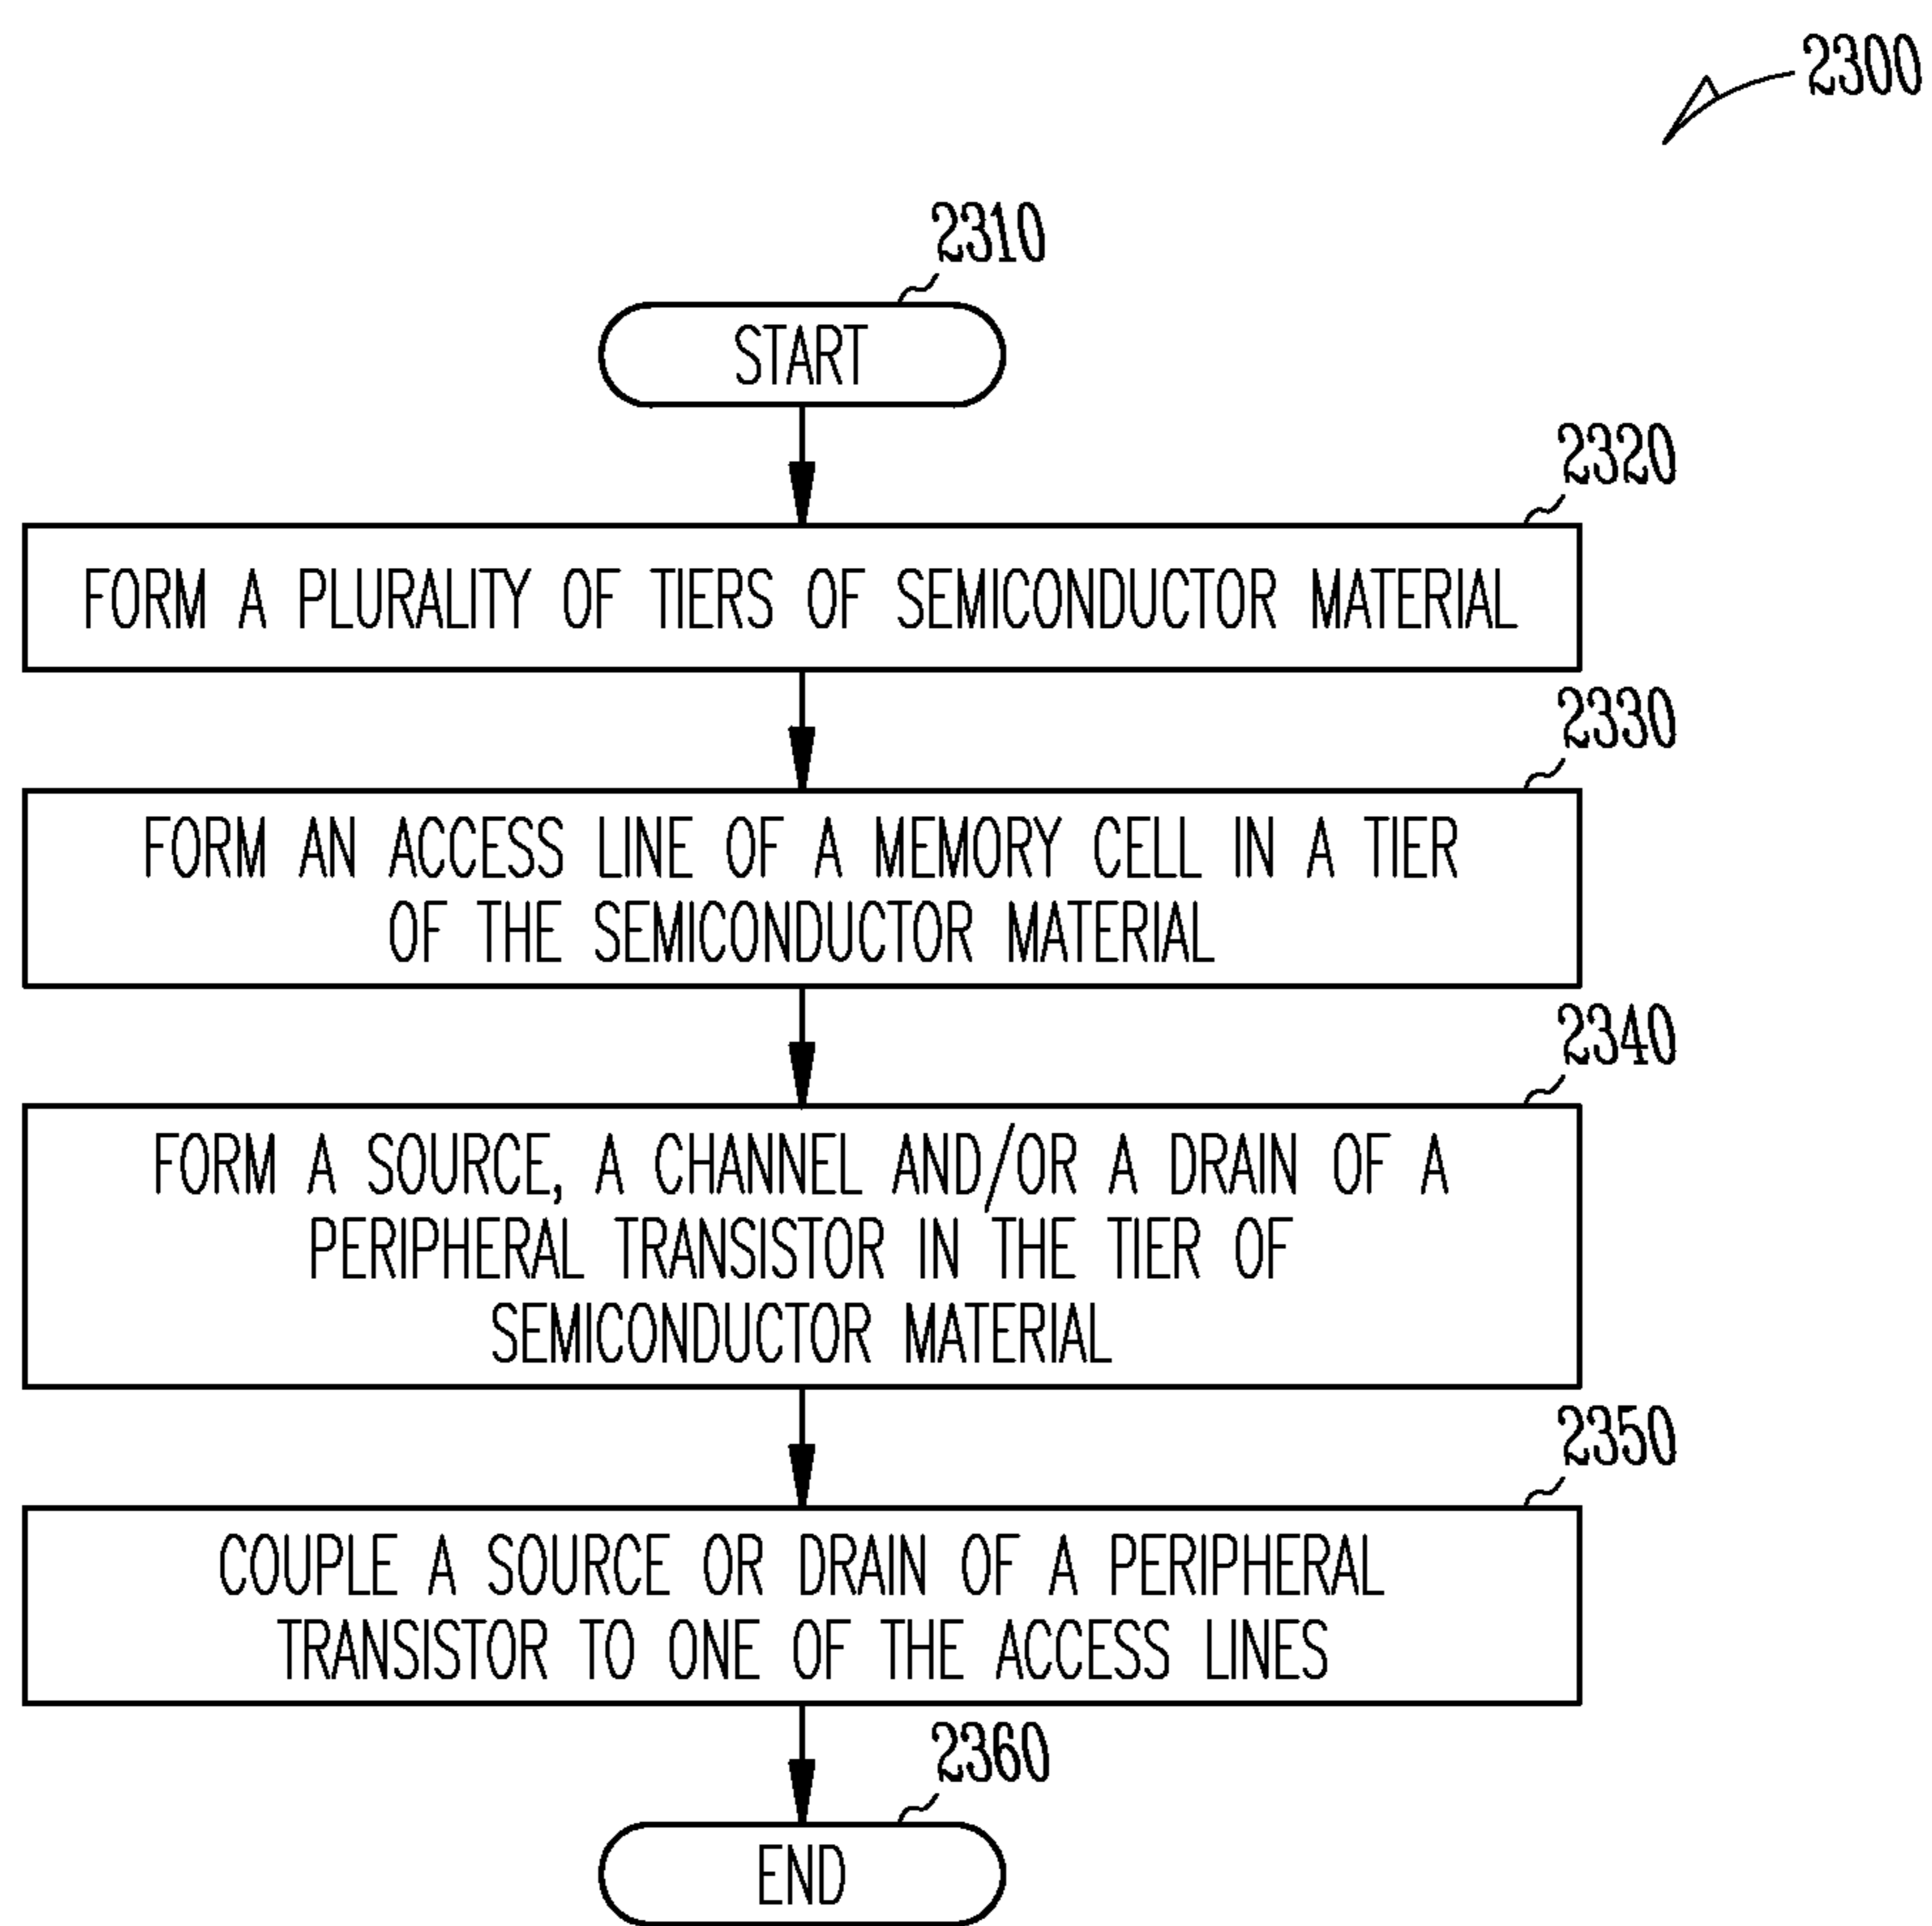 2300
2310
START
2320
FORM A PLURALITY OF TIERS OF SEMICONDUCTOR MATERIAL
2330
FORM AN ACCESS LINE OF A MEMORY CELL IN A TIER
OF THE SEMICONDUCTOR MATERIAL
2340
FORM A SOURCE, A CHANNEL AND/OR A DRAIN OF A
PERIPHERAL TRANSISTOR IN THE TIER OF
SEMICONDUCTOR MATERIAL
2350
COUPLE A SOURCE OR DRAIN OF A PERIPHERAL
TRANSISTOR TO ONE OF THE ACCESS LINES
2360
END